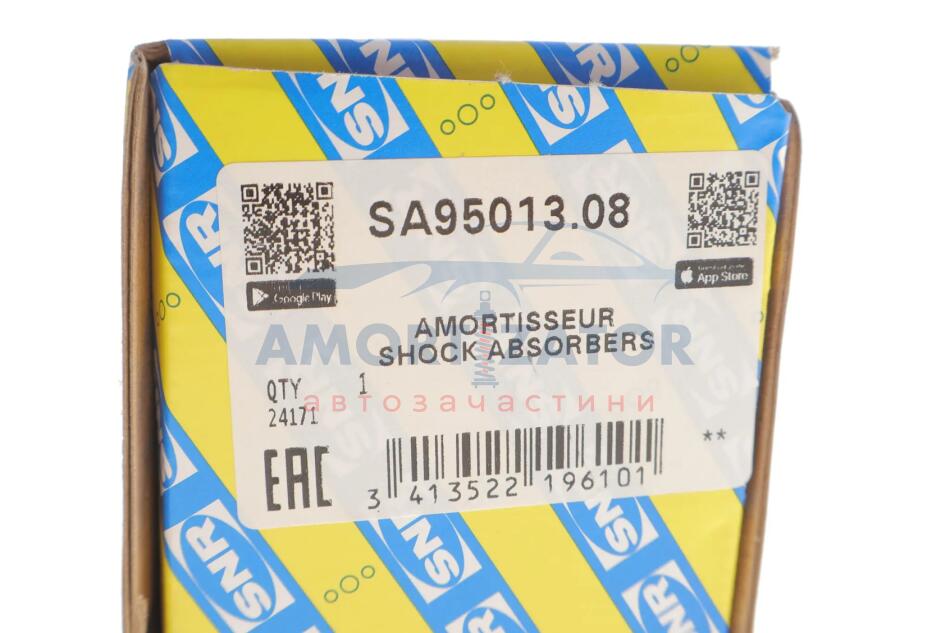 SNR
SNR
SNR
SA95013.08
Google Play
App Store
AMORTISSEUR
SHOCK ABSORBERS
AMORTIZATOR
автозачастини
QTY 1
24171
EAC
**
3 413522 196101
SNR
SNR
SNR
SNR